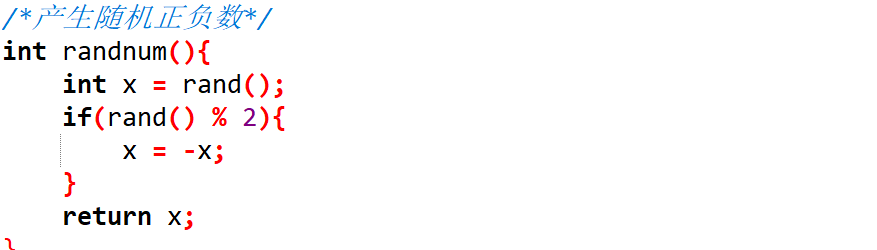 /*产生随机正负数*/
int randnum(){
    int x = rand();
    if(rand() % 2){
        x = -x;
    }
    return x;
}